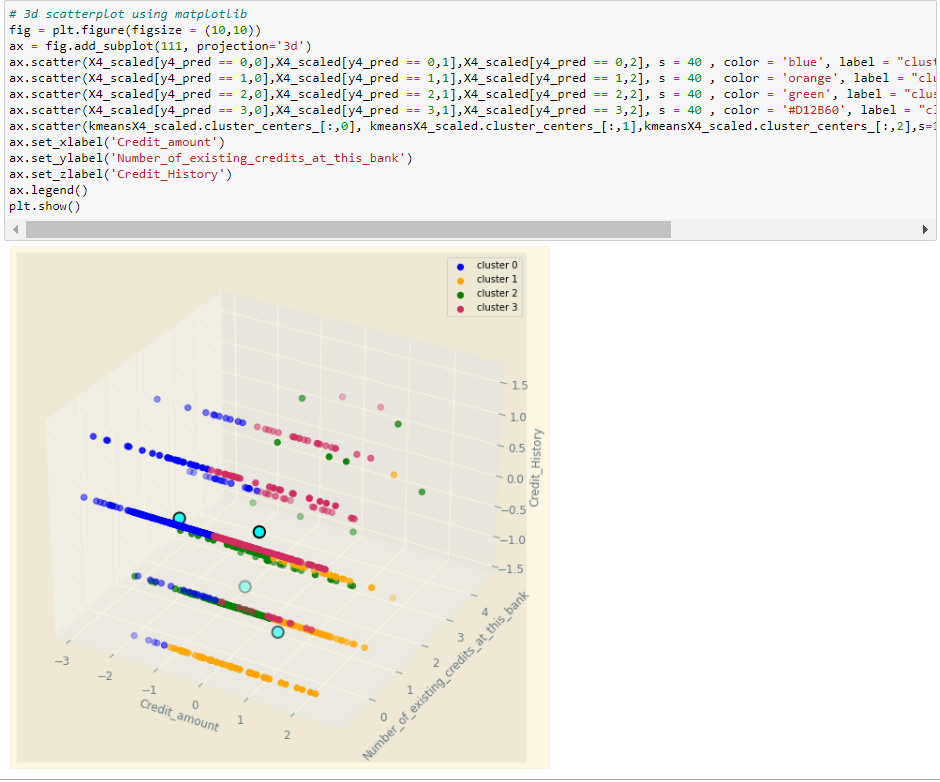 # 3d scatterplot using matplotlib
fig = plt.figure(figsize = (10,10))
ax = fig.add_subplot(111, projection='3d')
ax.scatter(X4_scaled[y4_pred == 0,0],X4_scaled[y4_pred == 0,1],X4_scaled[y4_pred == 0,2], s = 40 , color = 'blue', label = "clust
ax.scatter(X4_scaled[y4_pred == 1,0],X4_scaled[y4_pred == 1,1],X4_scaled[y4_pred == 1,2], s = 40 , color = 'orange', label = "clu
ax.scatter(X4_scaled[y4_pred == 2,0],X4_scaled[y4_pred == 2,1],X4_scaled[y4_pred == 2,2], s = 40 , color = 'green', label = "clus
ax.scatter(X4_scaled[y4_pred == 3,0],X4_scaled[y4_pred == 3,1],X4_scaled[y4_pred == 3,2], s = 40 , color = '#D12B60', label = "cl
ax.scatter(kmeansX4_scaled.cluster_centers_[:,0], kmeansX4_scaled.cluster_centers_[:,1],kmeansX4_scaled.cluster_centers_[:,2],s=1
ax.set_xlabel('Credit_amount')
ax.set_ylabel('Number_of_existing_credits_at_this_bank')
ax.set_zlabel('Credit_History')
ax.legend()
plt.show()
cluster 0
cluster 1
cluster 2
cluster 3
1.5
1.0
0.5
0.0
−0.5
−1.0
−1.5
Credit_History
4
3
2
1
0
Number_of_existing_credits_at_this_bank
−3
−2
−1
0
1
2
Credit_amount